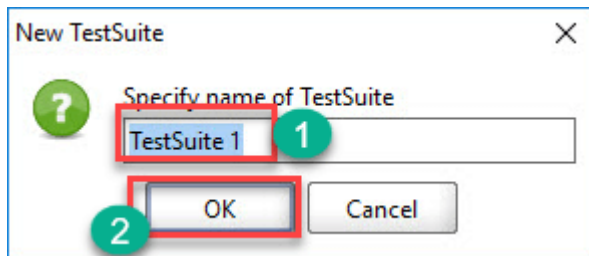 New TestSuite
?
Specify name of TestSuite
TestSuite 1
1
OK
Cancel
2